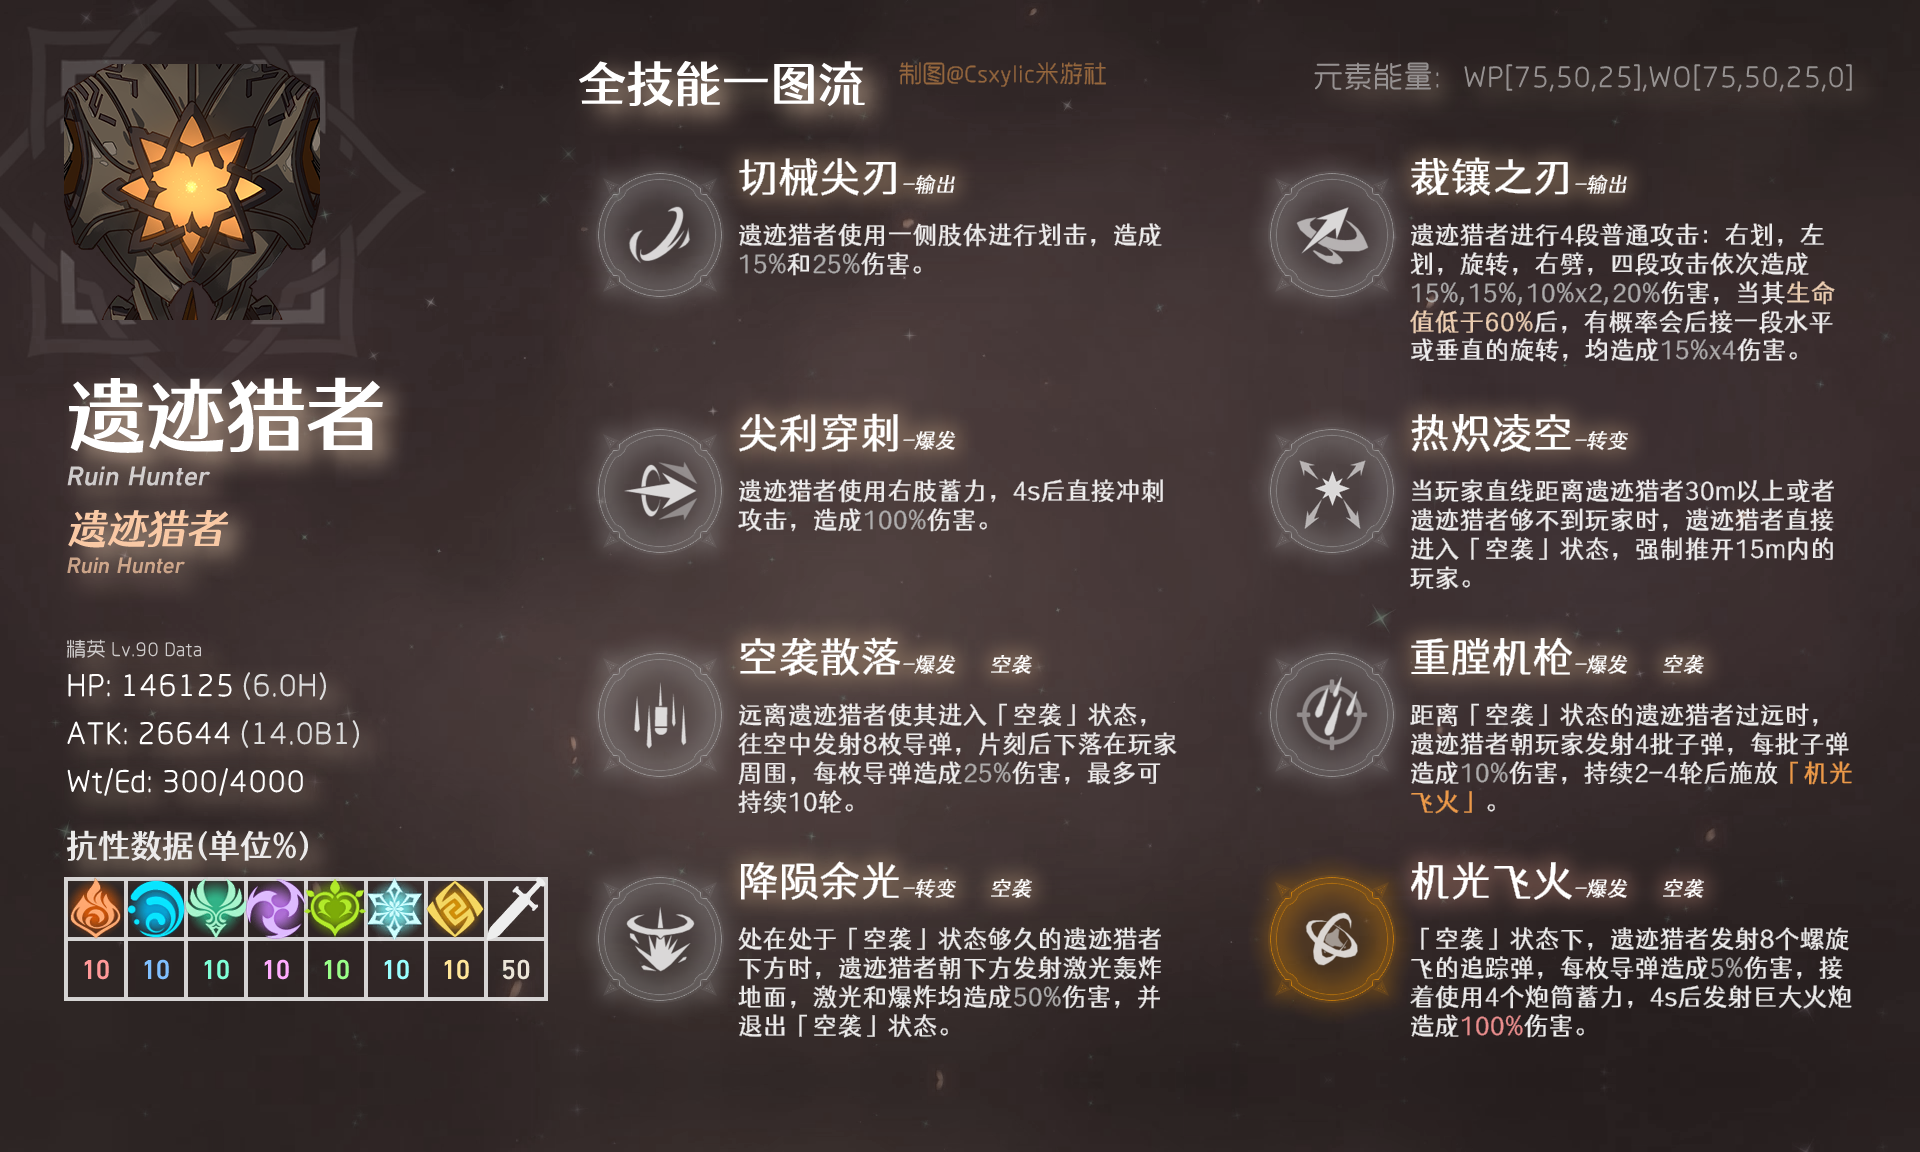 全技能一图流
制图@Csxylic米游社
元素能量：WP[75,50,25],WO[75,50,25,0]
遗迹猎者
Ruin Hunter
遗迹猎者
Ruin Hunter
精英 Lv.90 Data
HP: 146125 (6.0H)
ATK: 26644 (14.0B1)
Wt/Ed: 300/4000
抗性数据(单位%)
10 10 10 10 10 10 10 50
切械尖刃-输出
遗迹猎者使用一侧肢体进行划击，造成
15%和25%伤害。
裁镶之刃-输出
遗迹猎者进行4段普通攻击：右划，左
划，旋转，右劈，四段攻击依次造成
15%,15%,10%x2,20%伤害，当其生命
值低于60%后，有概率会后接一段水平
或垂直的旋转，均造成15%x4伤害。
尖利穿刺-爆发
遗迹猎者使用右肢蓄力，4s后直接冲刺
攻击，造成100%伤害。
热炽凌空-转变
当玩家直线距离遗迹猎者30m以上或者
遗迹猎者够不到玩家时，遗迹猎者直接
进入「空袭」状态，强制推开15m内的
玩家。
空袭散落-爆发 空袭
远离遗迹猎者使其进入「空袭」状态，
往空中发射8枚导弹，片刻后下落在玩家
周围，每枚导弹造成25%伤害，最多可
持续10轮。
重膛机枪-爆发 空袭
距离「空袭」状态的遗迹猎者过远时，
遗迹猎者朝玩家发射4批子弹，每批子弹
造成10%伤害，持续2-4轮后施放「机光
飞火」。
降陨余光-转变 空袭
处在处于「空袭」状态够久的遗迹猎者
下方时，遗迹猎者朝下方发射激光轰炸
地面，激光和爆炸均造成50%伤害，并
退出「空袭」状态。
机光飞火-爆发 空袭
「空袭」状态下，遗迹猎者发射8个螺旋
飞的追踪弹，每枚导弹造成5%伤害，接
着使用4个炮筒蓄力，4s后发射巨大火炮
造成100%伤害。